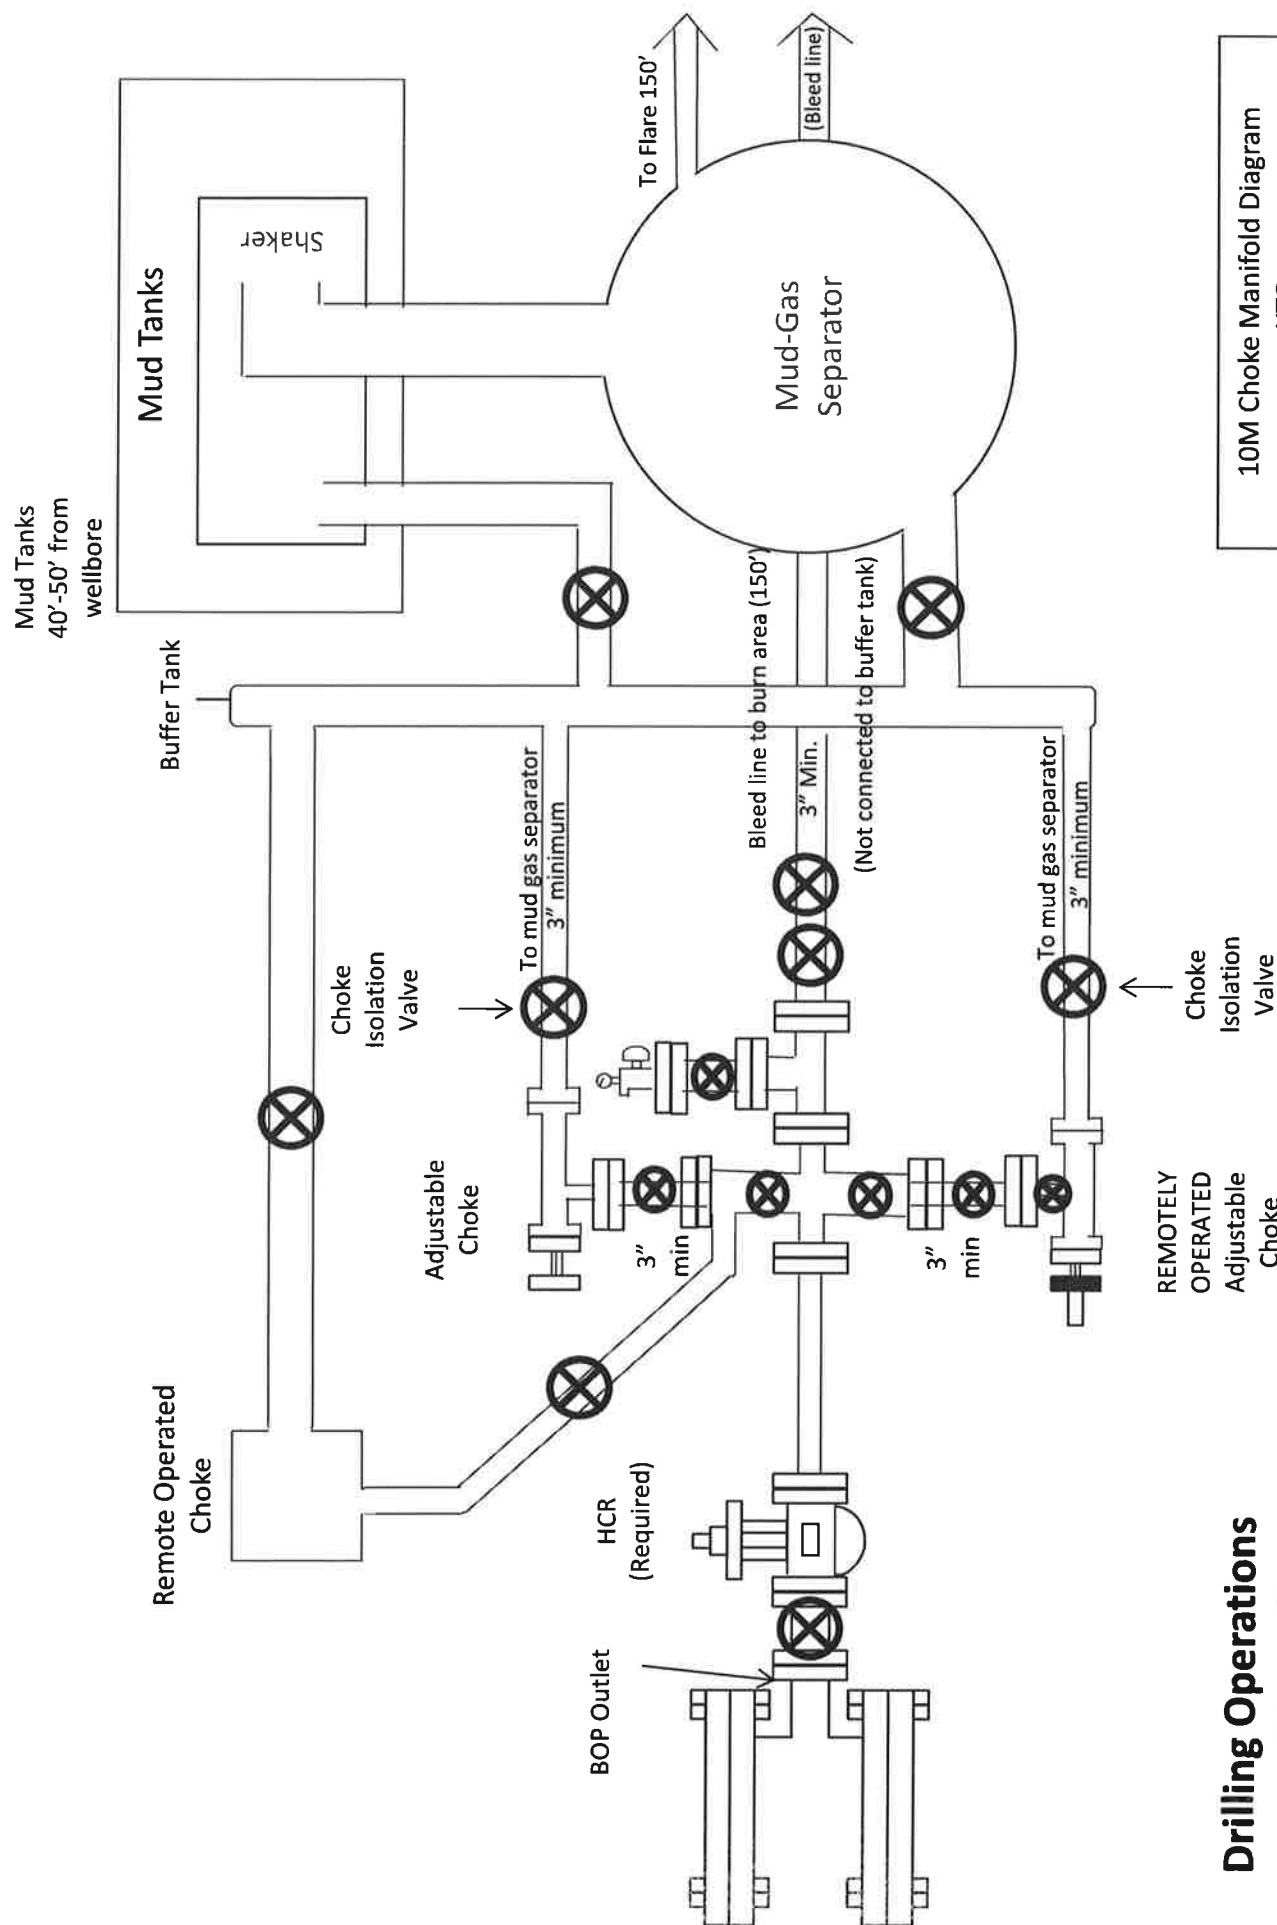 Mud Tanks
40’-50’ from
wellbore
Mud Tanks
Shaker
Buffer Tank
Remote Operated
Choke
Choke
Isolation
Valve
Adjustable
Choke
To mud gas separator
3” minimum
To Flare 150’
BOP Outlet
HCR
(Required)
3”
min
Bleed line to burn area (150’)
3” Min.
(Not connected to buffer tank)
Mud-Gas
Separator
(Bleed line)
3”
min
To mud gas separator
3” minimum
REMOTELY
OPERATED
Adjustable
Choke
Choke
Isolation
Valve
Drilling Operations
10M Choke Manifold Diagram